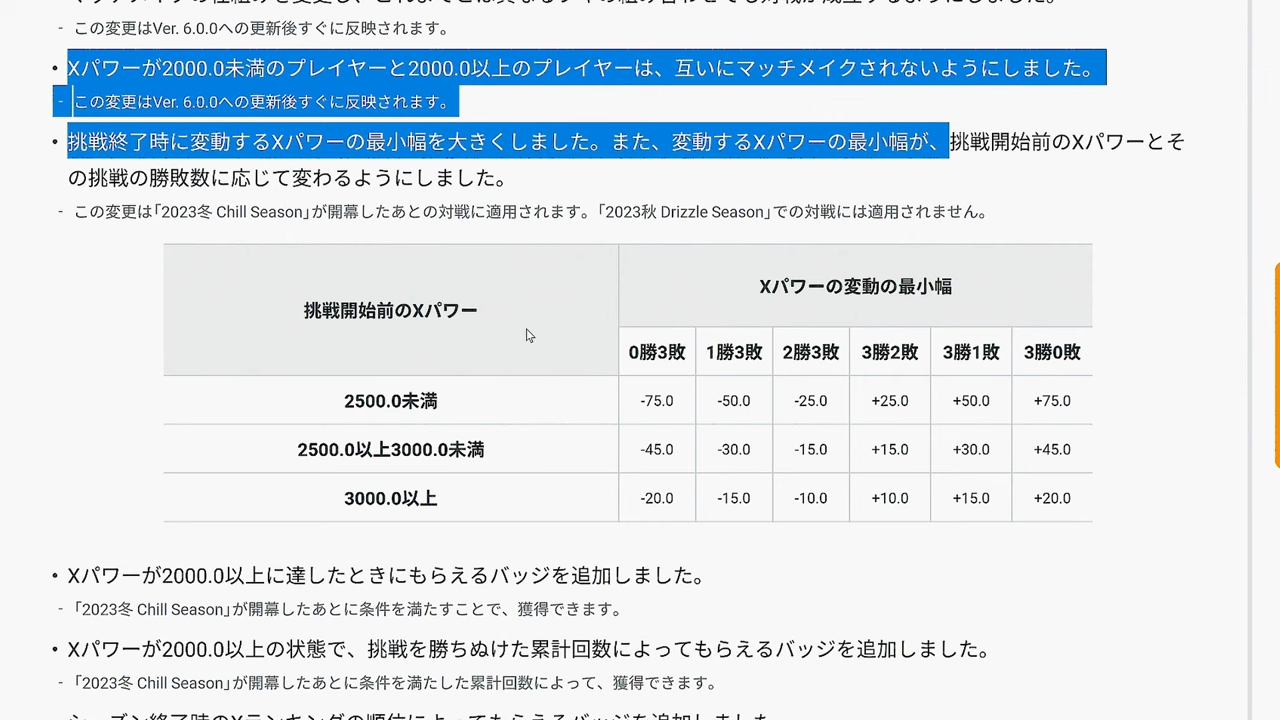 - この変更はVer. 6.0.0への更新後すぐに反映されます。
• Xパワーが2000.0未満のプレイヤーと2000.0以上のプレイヤーは、互いにマッチメイクされないようにしました。
- この変更はVer. 6.0.0への更新後すぐに反映されます。
• 挑戦終了時に変動するXパワーの最小幅を大きくしました。また、変動するXパワーの最小幅が、挑戦開始前のXパワーとそ
の挑戦の勝敗数に応じて変わるようにしました。
- この変更は「2023冬 Chill Season」が開幕したあとの対戦に適用されます。「2023秋 Drizzle Season」での対戦には適用されません。
挑戦開始前のXパワー
Xパワーの変動の最小幅
0勝3敗 1勝3敗 2勝3敗 3勝2敗 3勝1敗 3勝0敗
2500.0未満 -75.0 -50.0 -25.0 +25.0 +50.0 +75.0
2500.0以上3000.0未満 -45.0 -30.0 -15.0 +15.0 +30.0 +45.0
3000.0以上 -20.0 -15.0 -10.0 +10.0 +15.0 +20.0
• Xパワーが2000.0以上に達したときにもらえるバッジを追加しました。
- 「2023冬 Chill Season」が開幕したあとに条件を満たすことで、獲得できます。
• Xパワーが2000.0以上の状態で、挑戦を勝ちぬけた累計回数によってもらえるバッジを追加しました。
- 「2023冬 Chill Season」が開幕したあとに条件を満たした累計回数によって、獲得できます。